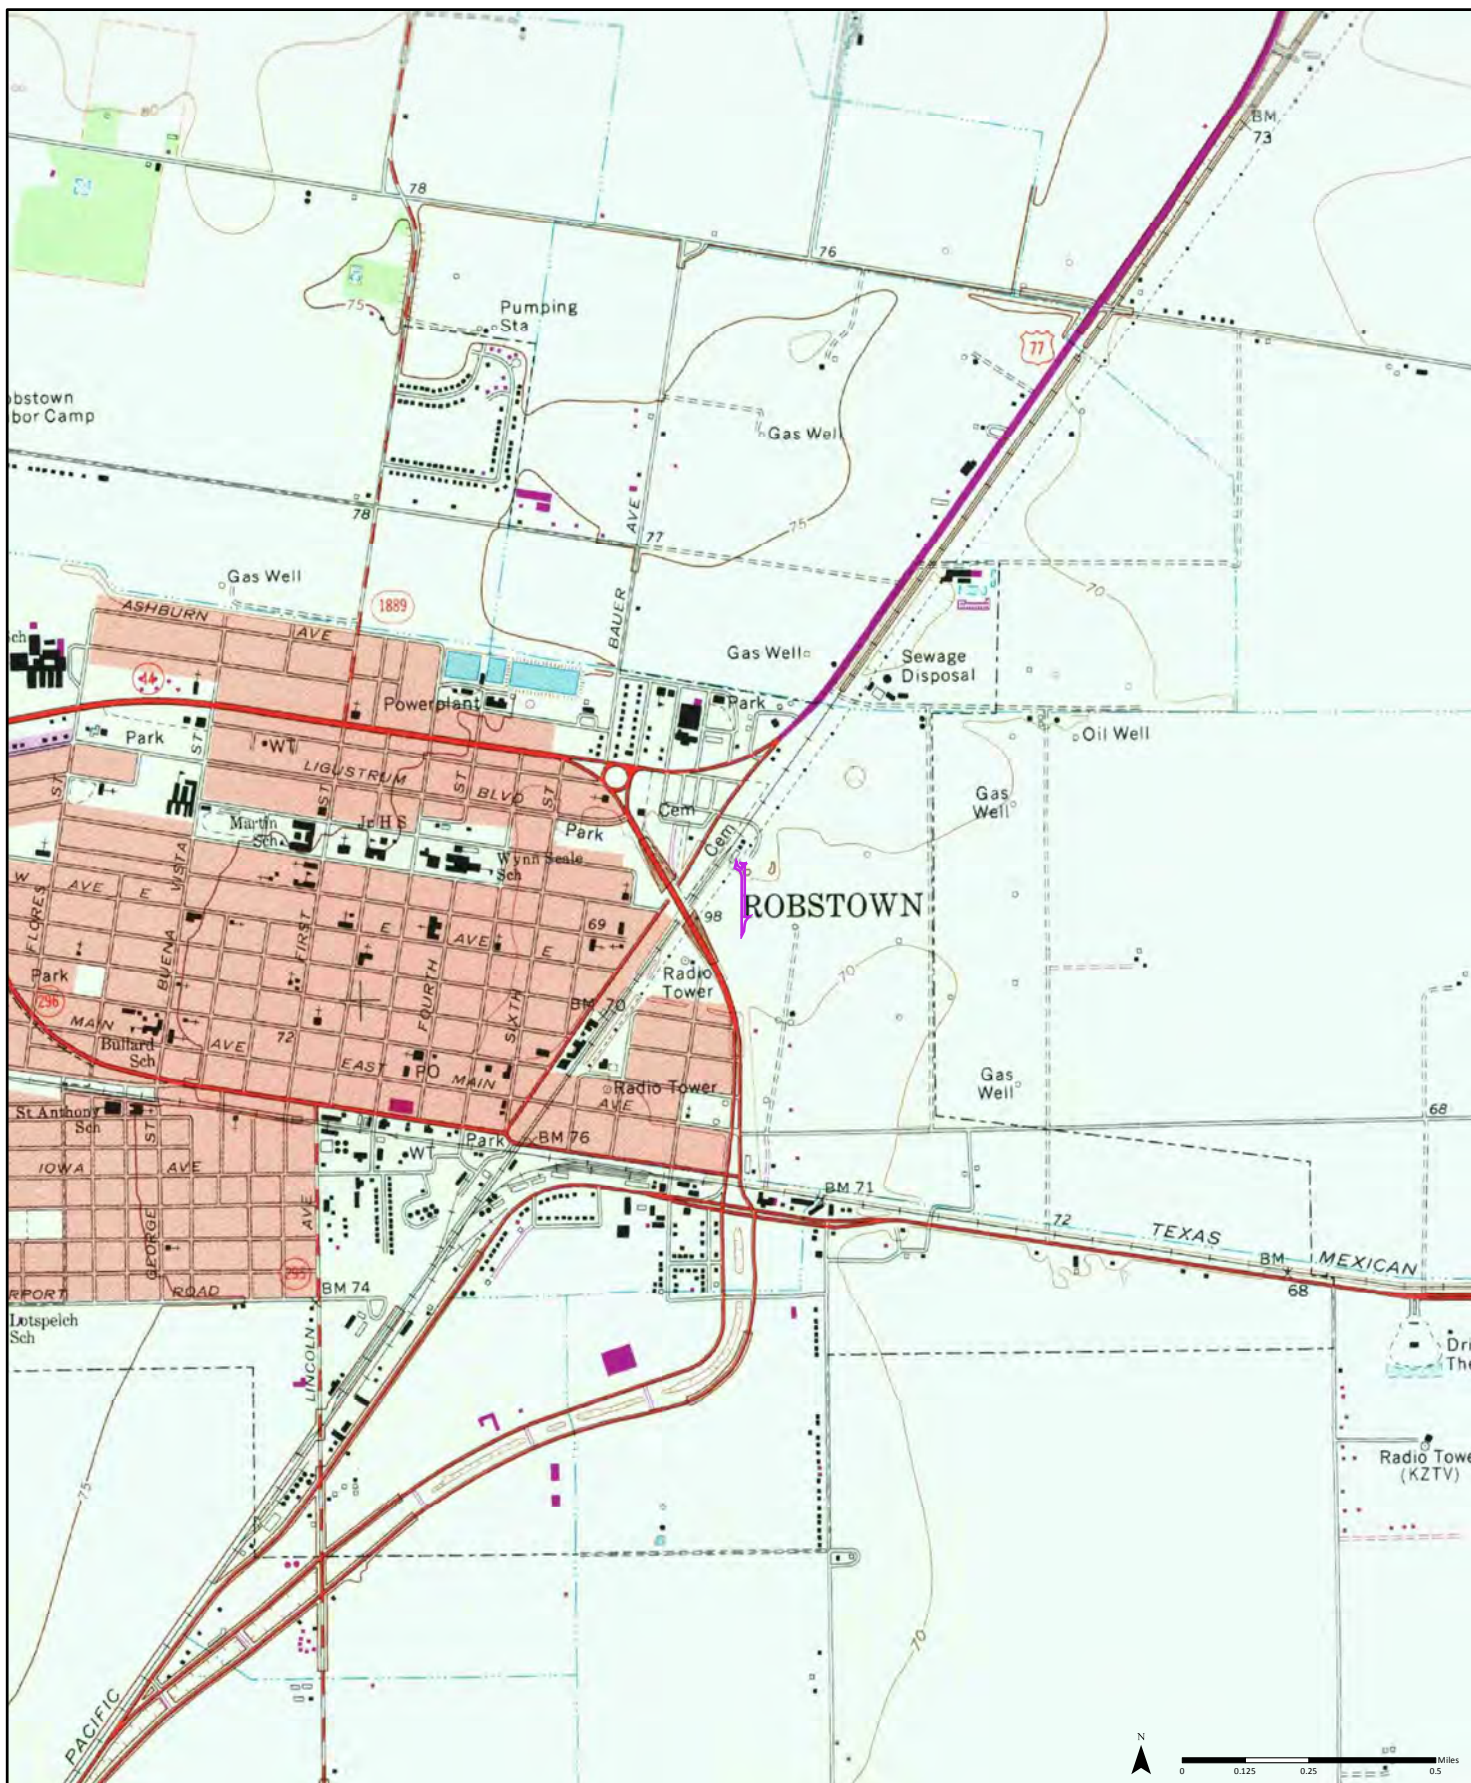 80
BM
73
78
76
75
Pumping
Sta
77
obstown
bor Camp
Gas Well
AVE
75
78
77
Gas Well
70
ASHBURN
AVE
1889
BAUER
ch
Gas Well
Sewage
Disposal
44
Powerplant
Park
Park
ST
WT
Oil Well
LIGUSTRUM
BLVD
ST
ST
ST
ST
Gas
Well
Cem
Martin
Sch
Jr H S
Park
Cem
Wynn Seale
Sch
W
AVE
E
VISTA
FLORES
FIRST
E
AVE
E
69
98
ROBSTOWN
BUENA
FOURTH
SIXTH
Park
Radio
Tower
70
296
BM 70
MAIN
Bullard
Sch
AVE
72
EAST
PO
MAIN
AVE
Radio Tower
Gas
Well
St Anthony
Sch
ST
68
Park
BM 76
WT
IOWA
AVE
AVE
BM 71
GEORGE
72
TEXAS
MEXICAN
BM
68
295
RPORT
ROAD
BM 74
Lotspeich
Sch
LINCOLN
Dri
The
75
Radio Towe
(KZTV)
70
PACIFIC
N
Miles
0
0.125
0.25
0.5